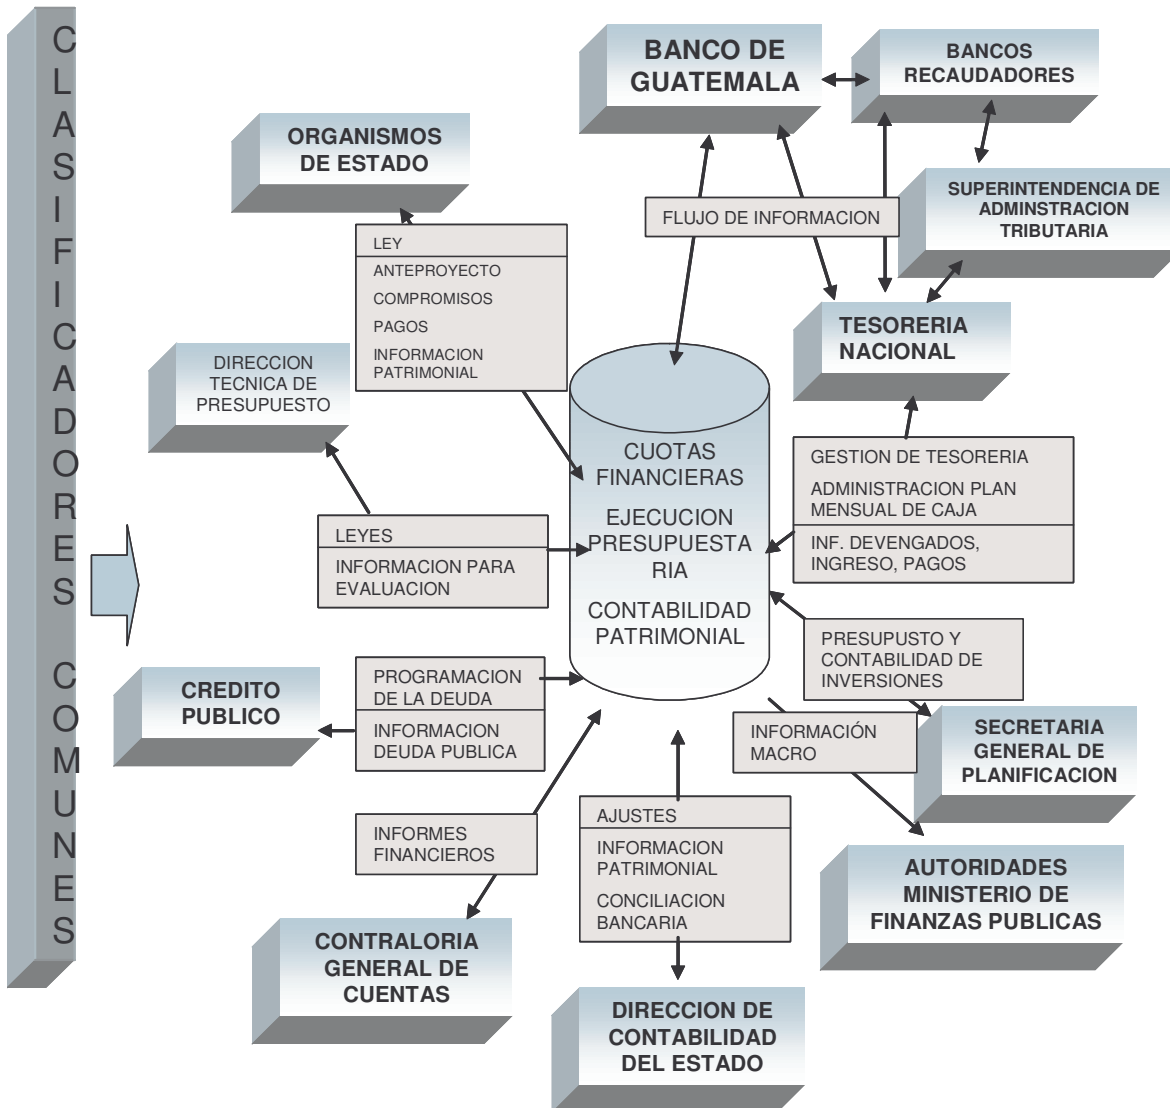 CLASIFICADORES COMUNES
BANCO DE
GUATEMALA
BANCOS
RECAUDADORES
ORGANISMOS
DE ESTADO
SUPERINTENDENCIA DE
ADMINSTRACION
TRIBUTARIA
FLUJO DE INFORMACION
LEY
ANTEPROYECTO
COMPROMISOS
PAGOS
INFORMACION
PATRIMONIAL
TESORERIA
NACIONAL
DIRECCION
TECNICA DE
PRESUPUESTO
CUOTAS
FINANCIERAS
EJECUCION
PRESUPUESTA
RIA
CONTABILIDAD
PATRIMONIAL
GESTION DE TESORERIA
ADMINISTRACION PLAN
MENSUAL DE CAJA
INF. DEVENGADOS,
INGRESO, PAGOS
LEYES
INFORMACION PARA
EVALUACION
PRESUPUSTO Y
CONTABILIDAD DE
INVERSIONES
CREDITO
PUBLICO
PROGRAMACION
DE LA DEUDA
INFORMACION
DEUDA PUBLICA
INFORMACIÓN
MACRO
SECRETARIA
GENERAL DE
PLANIFICACION
INFORMES
FINANCIEROS
AJUSTES
INFORMACION
PATRIMONIAL
CONCILIACION
BANCARIA
AUTORIDADES
MINISTERIO DE
FINANZAS PUBLICAS
CONTRALORIA
GENERAL DE
CUENTAS
DIRECCION DE
CONTABILIDAD
DEL ESTADO